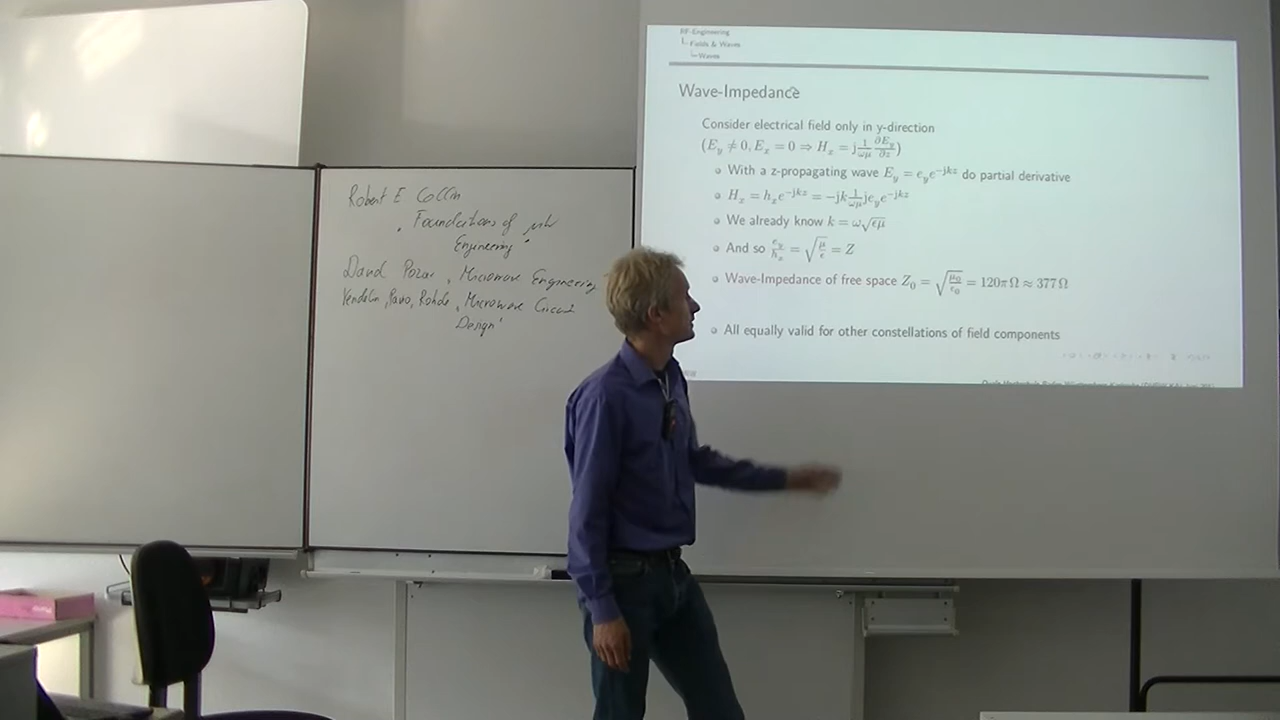 Robert E Collin
"Foundations of μW
Engineering"
David Pozar, Microwave Engineering
Vendelin, Pavio, Rohde, Microwave Circuit
Design"
RF-Engineering
Fields & Waves
Waves
Wave-Impedance
Consider electrical field only in y-direction
(E_y ≠ 0, E_x = 0 ⇒ H_x = j 1/ωμ ∂E_y/∂z)
With a z-propagating wave E_y = e_y e^{-jkz} do partial derivative
H_x = h_x e^{-jkz} = -jk 1/ωμ j e_y e^{-jkz}
We already know k = ω√εμ
And so e_y/h_x = √(μ/ε) = Z
Wave-Impedance of free space Z_0 = √(μ_0/ε_0) = 120π Ω ≈ 377 Ω
All equally valid for other constellations of field components